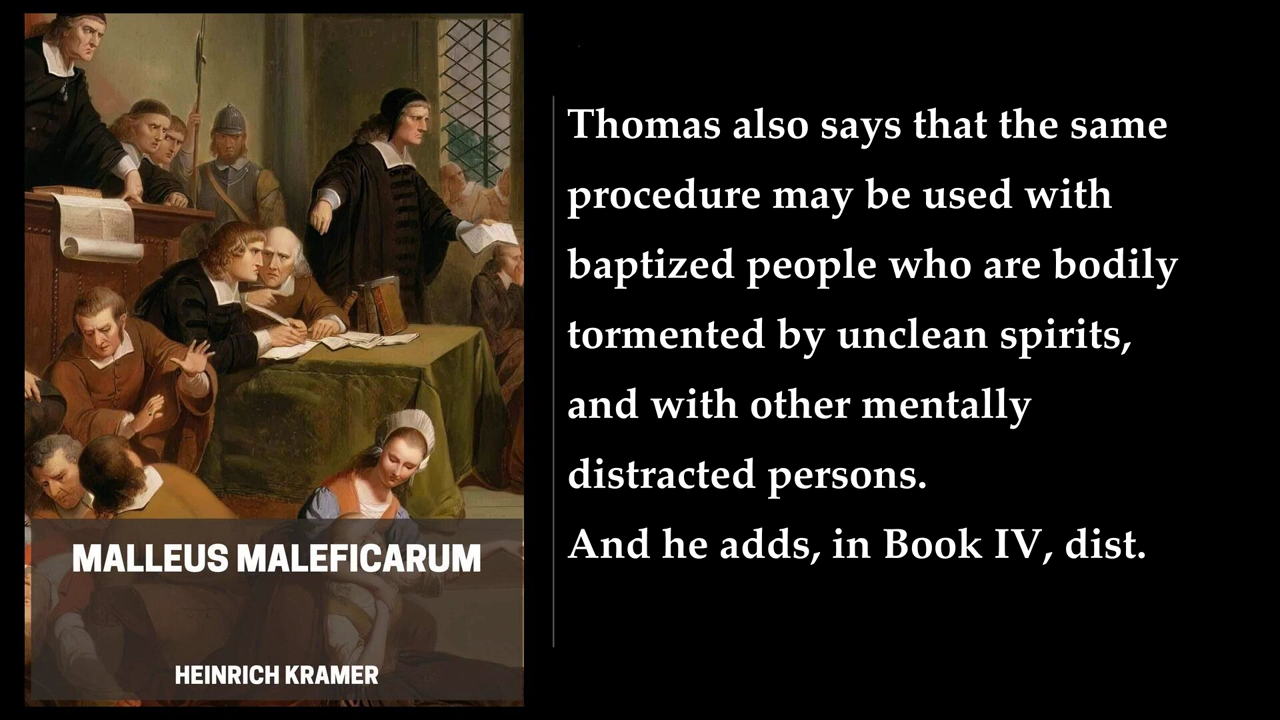 MALLEUS MALEFICARUM
HEINRICH KRAMER
Thomas also says that the same
procedure may be used with
baptized people who are bodily
tormented by unclean spirits,
and with other mentally
distracted persons.
And he adds, in Book IV, dist.